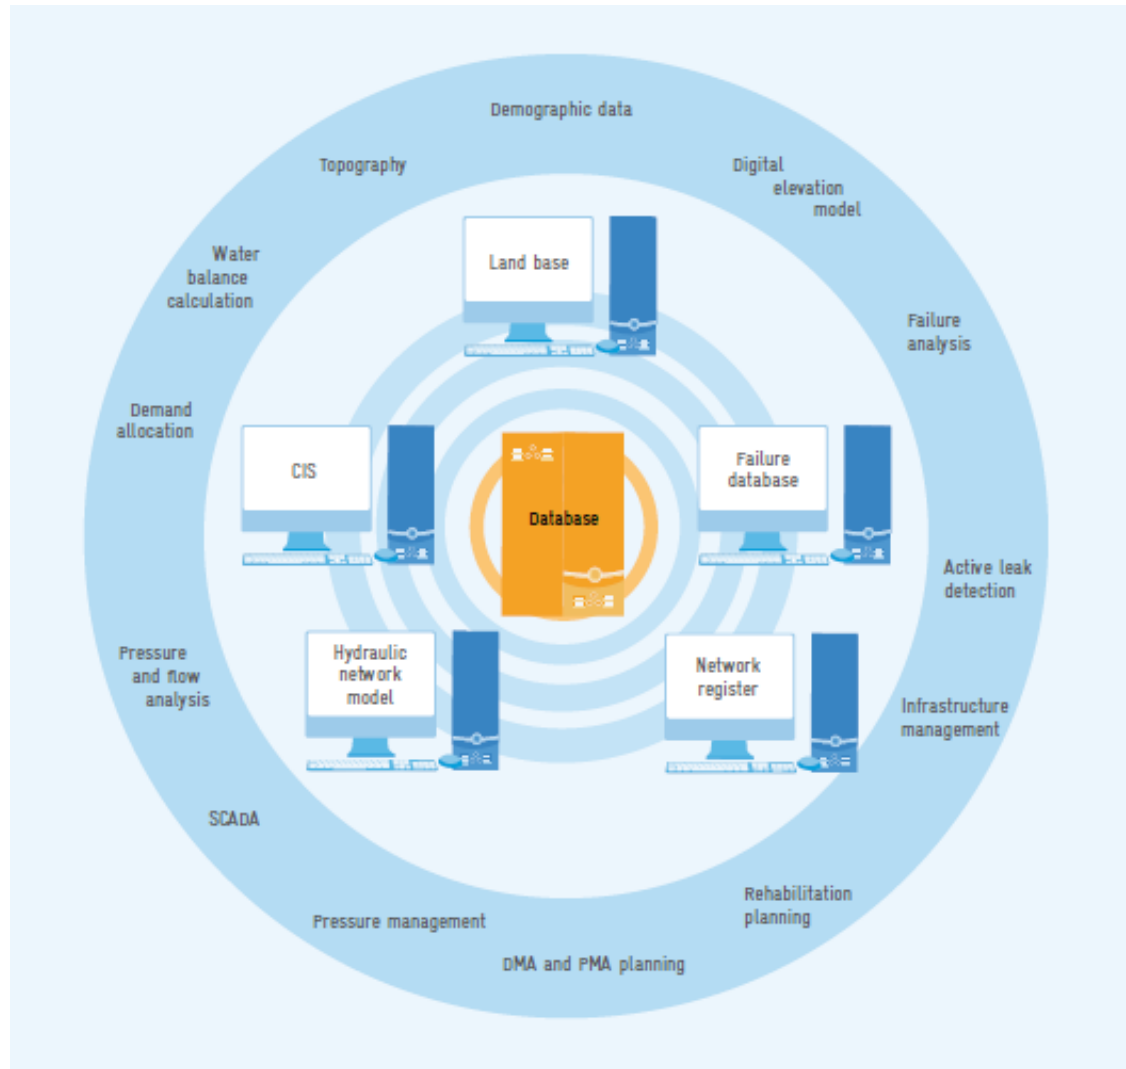 Demographic data
Topography
Digital
elevation
model
Water
balance
calculation
Land base
Failure
analysis
Demand
allocation
CIS
Failure
database
Database
Active leak
detection
Pressure
and flow
analysis
Hydraulic
network
model
Network
register
Infrastructure
management
SCADA
Rehabilitation
planning
Pressure management
DMA and PMA planning